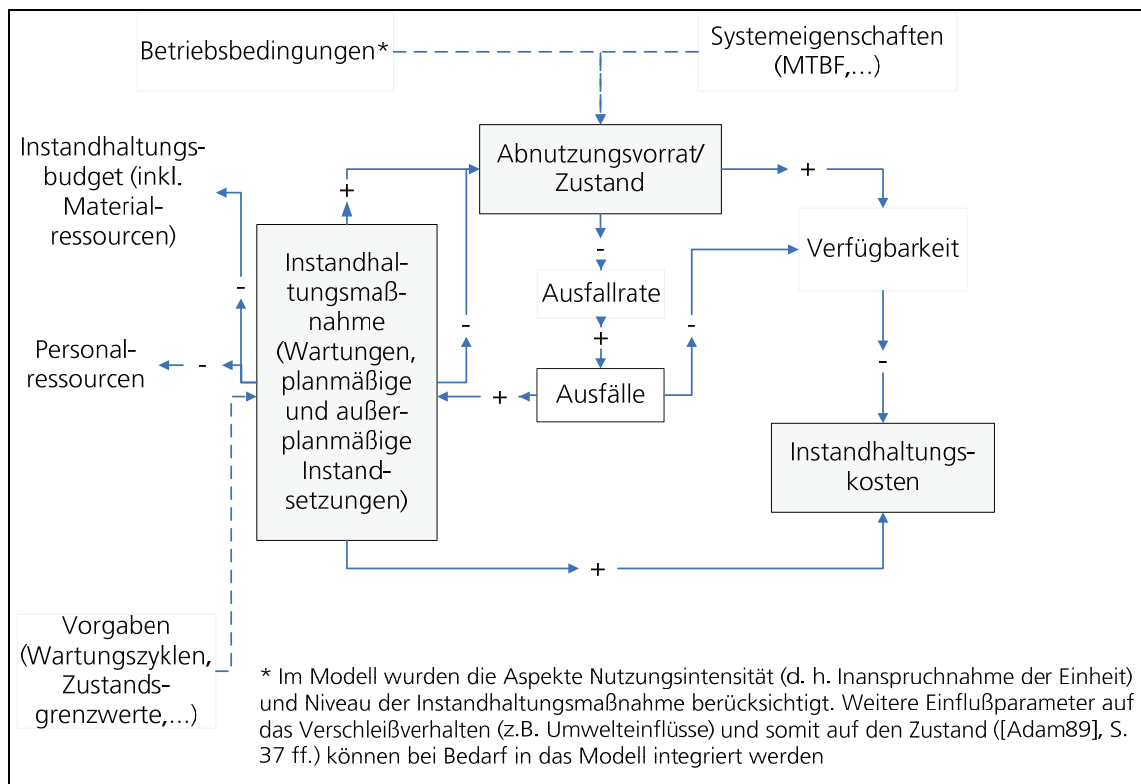 Betriebsbedingungen*
Systemeigenschaften
(MTBF,...)
Instandhaltungs-
budget (inkl.
Material-
ressourcen)
Abnutzungsvorrat/
Zustand
+
+
-
Verfügbarkeit
Instandhal-
tungsmaß-
nahme
(Wartungen,
planmäßige
und außer-
planmäßige
Instand-
setzungen)
Ausfallrate
-
-
-
+
Personal-
ressourcen
-
+
Ausfälle
-
Instandhaltungs-
kosten
+
Vorgaben
(Wartungszyklen,
Zustands-
grenzwerte,...)
* Im Modell wurden die Aspekte Nutzungsintensität (d. h. Inanspruchnahme der Einheit)
und Niveau der Instandhaltungsmaßnahme berücksichtigt. Weitere Einflußparameter auf
das Verschleißverhalten (z.B. Umwelteinflüsse) und somit auf den Zustand ([Adam89], S.
37 ff.) können bei Bedarf in das Modell integriert werden